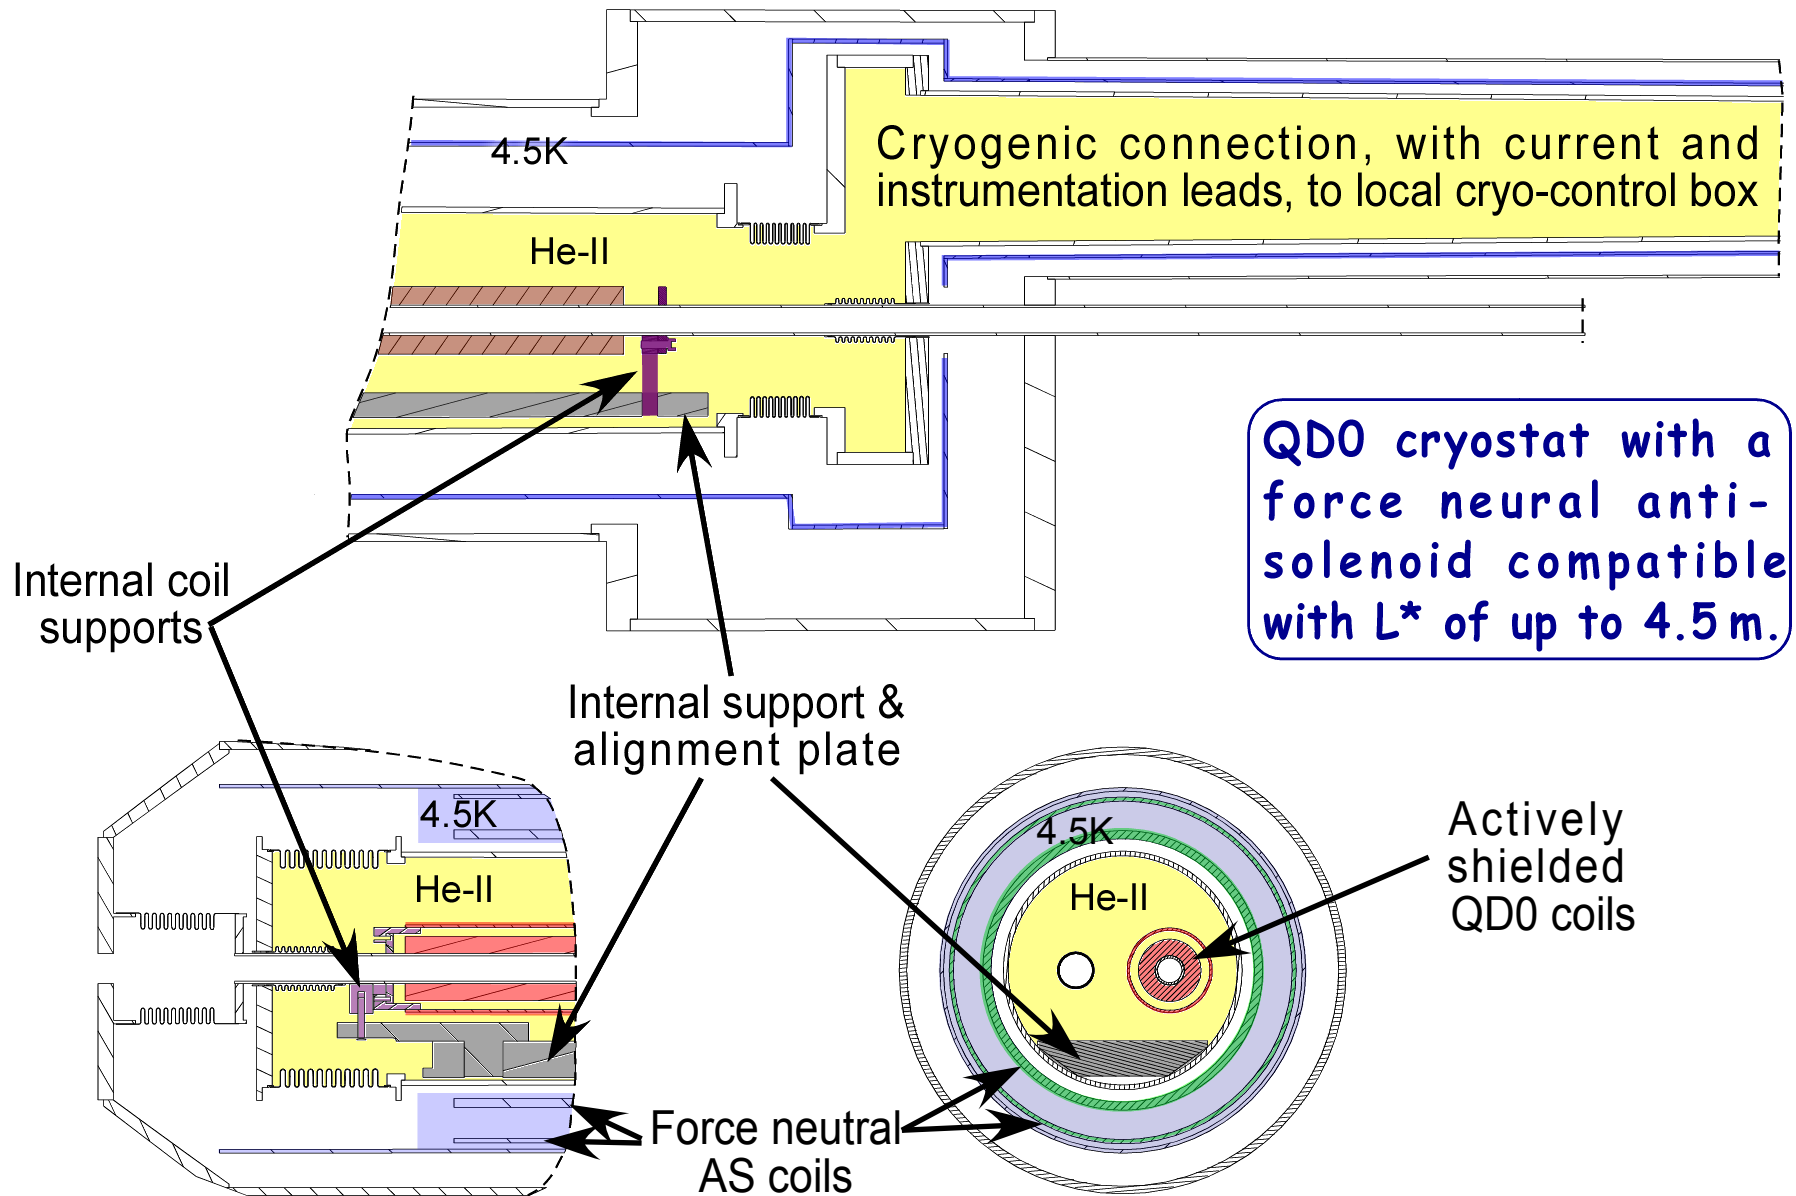 4.5K
Cryogenic connection, with current and
instrumentation leads, to local cryo-control box
He-II
QD0 cryostat with a
force neural anti-
solenoid compatible
with L* of up to 4.5 m.
Internal coil
supports
Internal support &
alignment plate
4.5K
He-II
4.5K
He-II
Actively
shielded
QD0 coils
Force neutral
AS coils